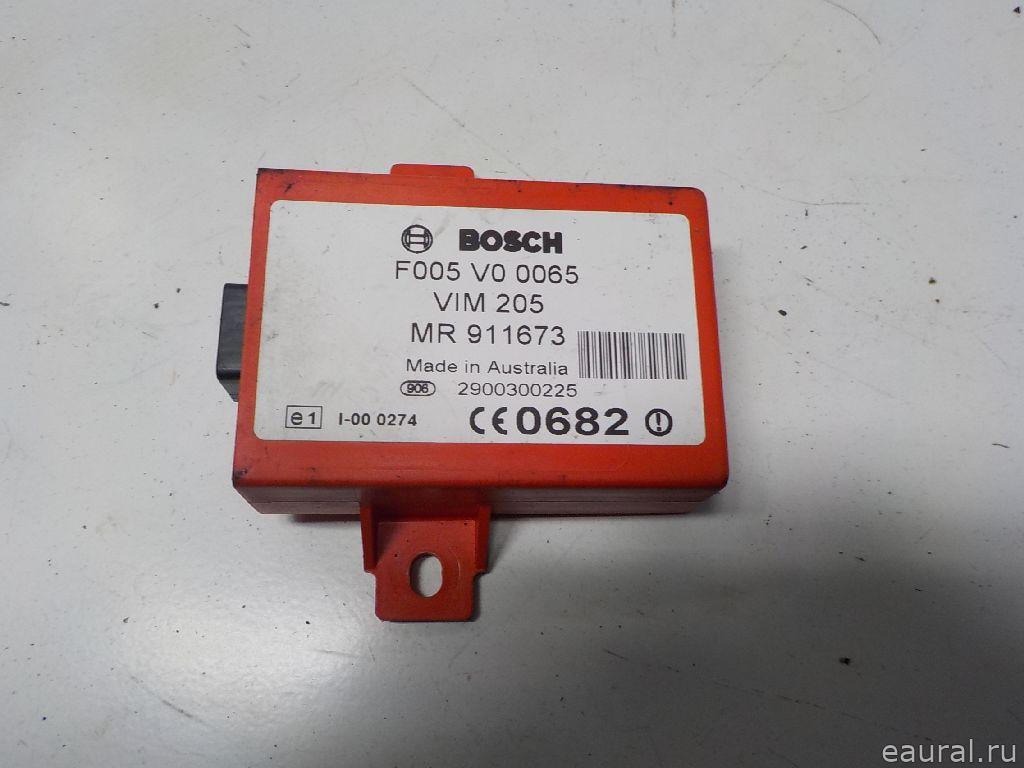 BOSCH
F005 V0 0065
VIM 205
MR 911673
Made in Australia
906 2900300225
e1 I-00 0274 CE0682
eaural.ru